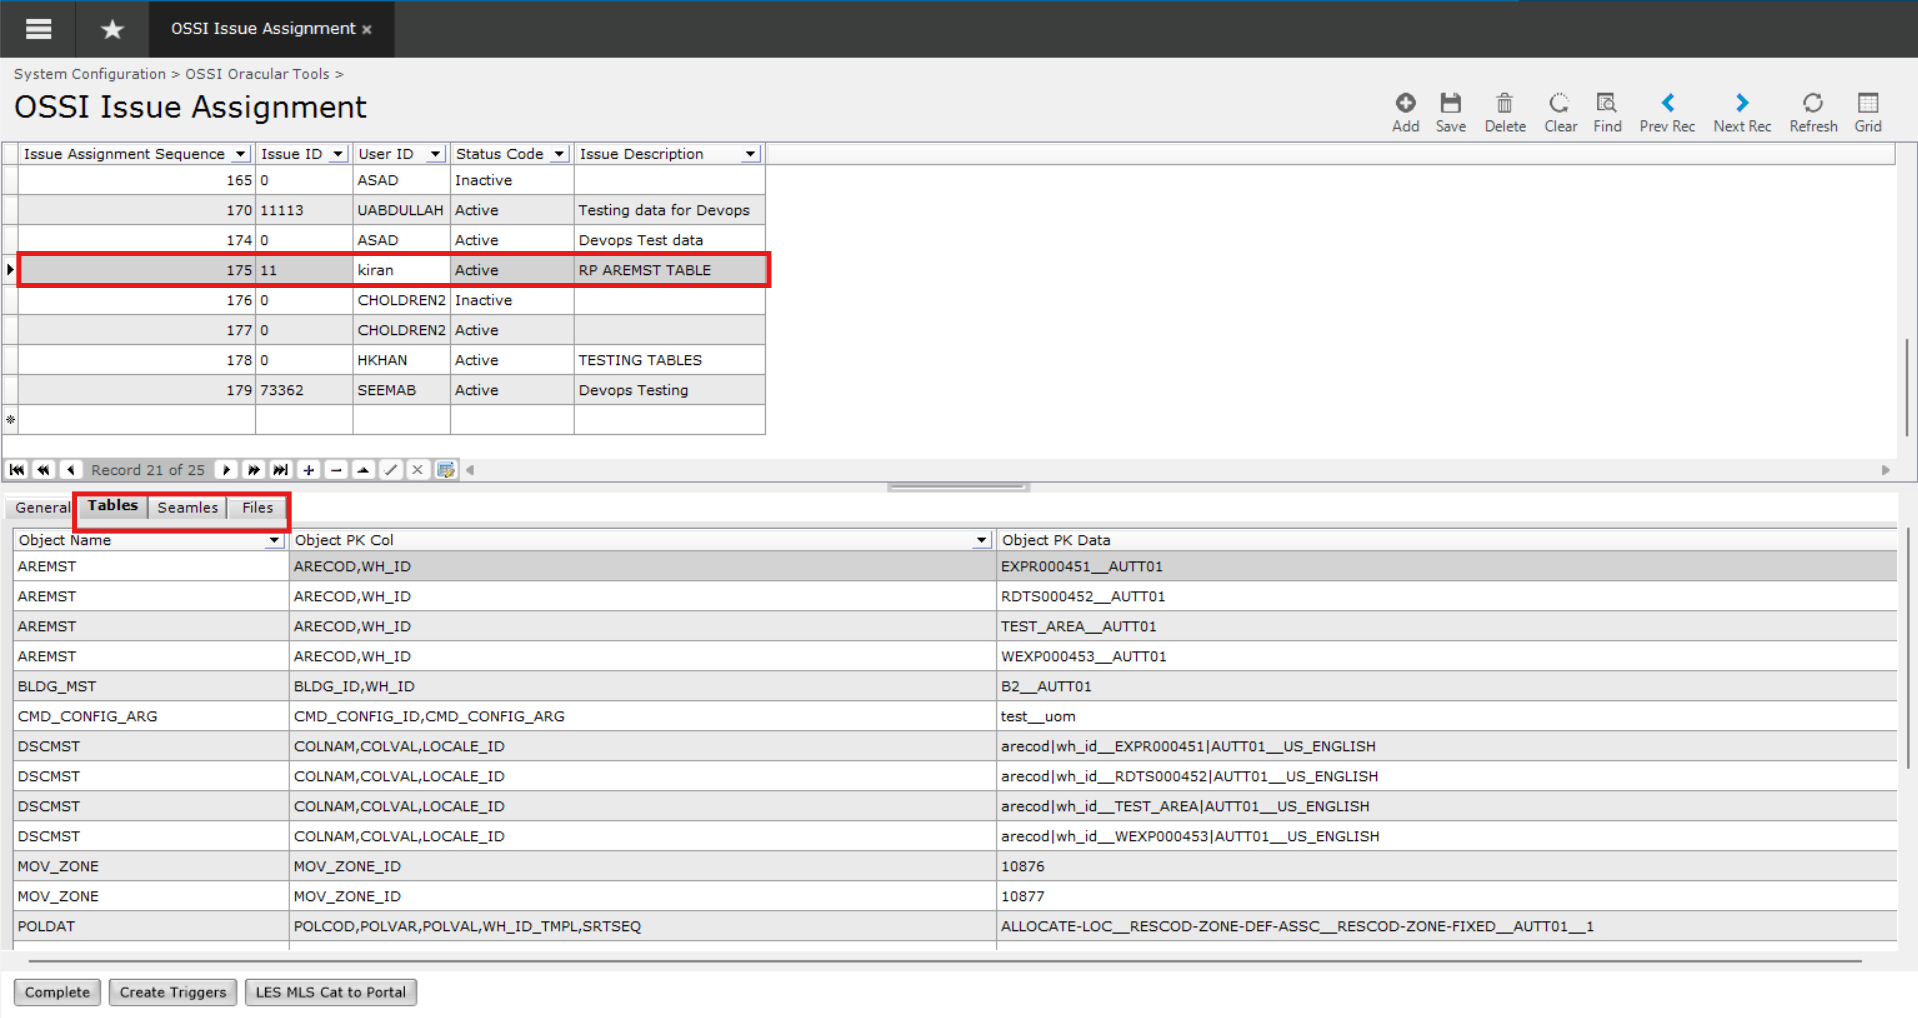 OSSI Issue Assignment ×
System Configuration > OSSI Oracular Tools >
OSSI Issue Assignment
Add Save Delete Clear Find Prev Rec Next Rec Refresh Grid
Issue Assignment Sequence Issue ID User ID Status Code Issue Description
165 0 ASAD Inactive
170 11113 UABDULLAH Active Testing data for Devops
174 0 ASAD Active Devops Test data
175 11 kiran Active RP AREMST TABLE
176 0 CHOLDREN2 Inactive
177 0 CHOLDREN2 Active
178 0 HKHAN Active TESTING TABLES
179 73362 SEEMAB Active Devops Testing
Record 21 of 25
General Tables Seamles Files
Object Name Object PK Col Object PK Data
AREMST ARECOD,WH_ID EXPR000451__AUTT01
AREMST ARECOD,WH_ID RDTS000452__AUTT01
AREMST ARECOD,WH_ID TEST_AREA__AUTT01
AREMST ARECOD,WH_ID WEXP000453__AUTT01
BLDG_MST BLDG_ID,WH_ID B2__AUTT01
CMD_CONFIG_ARG CMD_CONFIG_ID,CMD_CONFIG_ARG test__uom
DSCMST COLNAM,COLVAL,LOCALE_ID arecod|wh_id__EXPR000451|AUTT01__US_ENGLISH
DSCMST COLNAM,COLVAL,LOCALE_ID arecod|wh_id__RDTS000452|AUTT01__US_ENGLISH
DSCMST COLNAM,COLVAL,LOCALE_ID arecod|wh_id__TEST_AREA|AUTT01__US_ENGLISH
DSCMST COLNAM,COLVAL,LOCALE_ID arecod|wh_id__WEXP000453|AUTT01__US_ENGLISH
MOV_ZONE MOV_ZONE_ID 10876
MOV_ZONE MOV_ZONE_ID 10877
POLDAT POLCOD,POLVAR,POLVAL,WH_ID_TMPL,SRTSEQ ALLOCATE-LOC__RESCOD-ZONE-DEF-ASSC__RESCOD-ZONE-FIXED__AUTT01__1
Complete Create Triggers LES MLS Cat to Portal